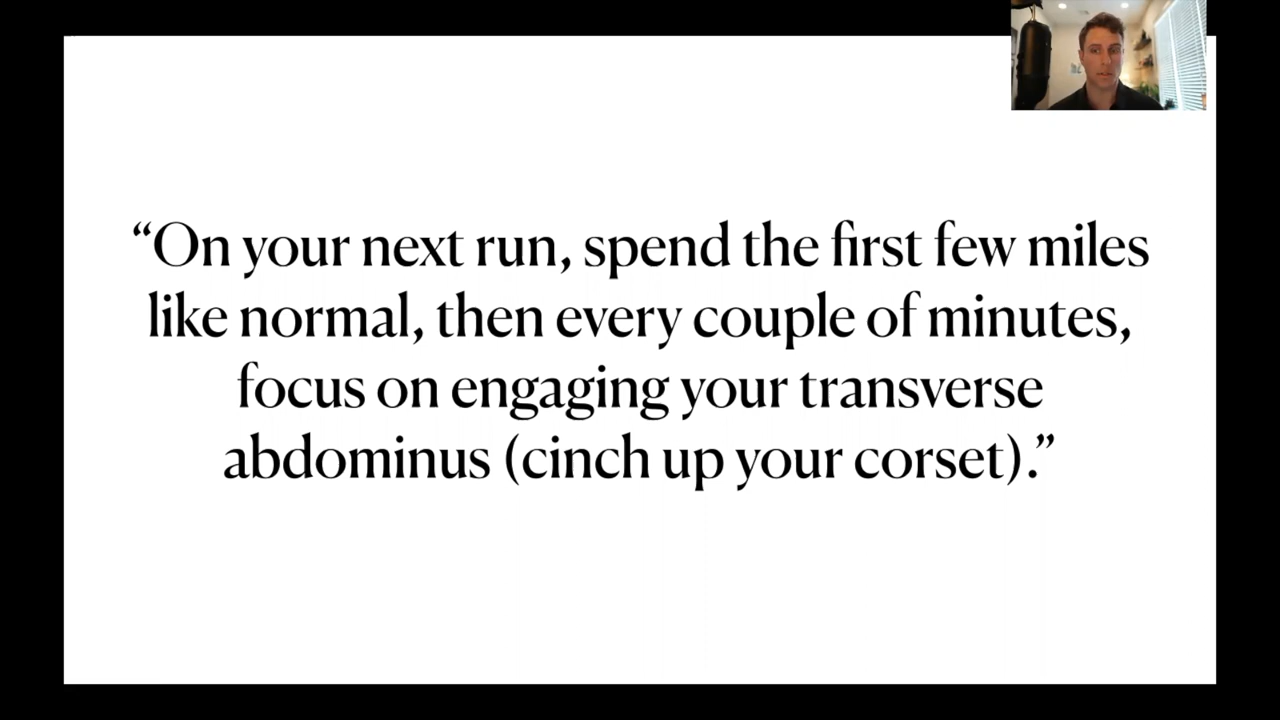 “On your next run, spend the first few miles
like normal, then every couple of minutes,
focus on engaging your transverse
abdominus (cinch up your corset).”